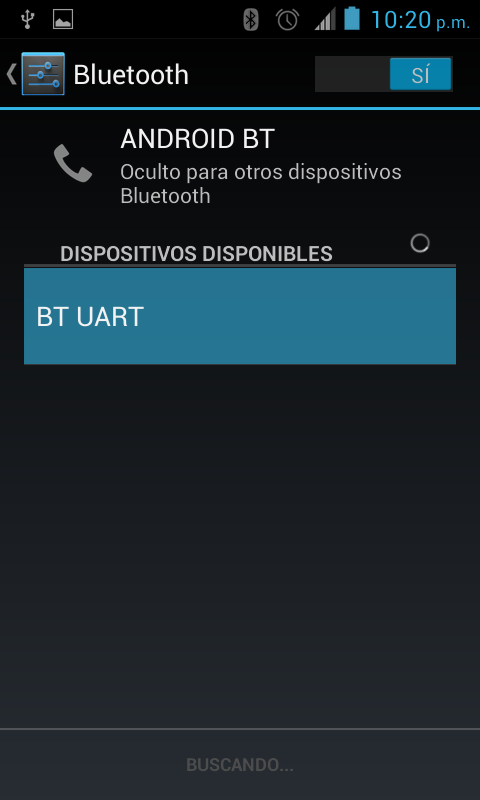 10:20 p.m.
Bluetooth
SÍ
ANDROID BT
Oculto para otros dispositivos
Bluetooth
DISPOSITIVOS DISPONIBLES
BT UART
BUSCANDO...